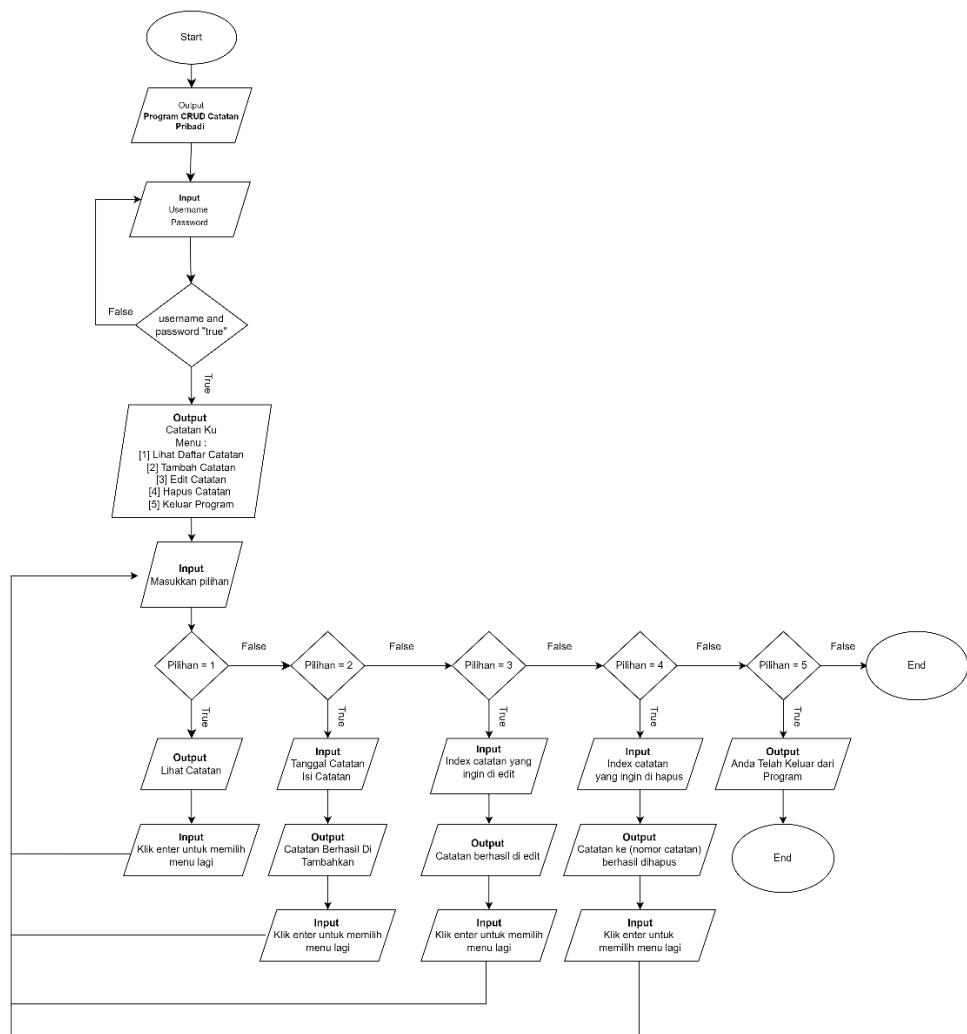 Start
Output
Program CRUD Catatan
Pribadi
Input
Username
Password
False
username and
password "true"
True
Output
Catatan Ku
Menu :
[1] Lihat Daftar Catatan
[2] Tambah Catatan
[3] Edit Catatan
[4] Hapus Catatan
[5] Keluar Program
Input
Masukkan pilihan
Pilihan = 1
False
Pilihan = 2
False
Pilihan = 3
False
Pilihan = 4
False
Pilihan = 5
False
End
True
True
True
True
True
Output
Lihat Catatan
Input
Tanggal Catatan
Isi Catatan
Input
Index catatan yang
ingin di edit
Input
Index catatan
yang ingin di hapus
Output
Anda Telah Keluar dari
Program
Input
Klik enter untuk memilih
menu lagi
Output
Catatan Berhasil Di
Tambahkan
Output
Catatan berhasil di edit
Output
Catatan ke (nomor catatan)
berhasil dihapus
End
Input
Klik enter untuk memilih
menu lagi
Input
Klik enter untuk memilih
menu lagi
Input
Klik enter untuk
memilih menu lagi